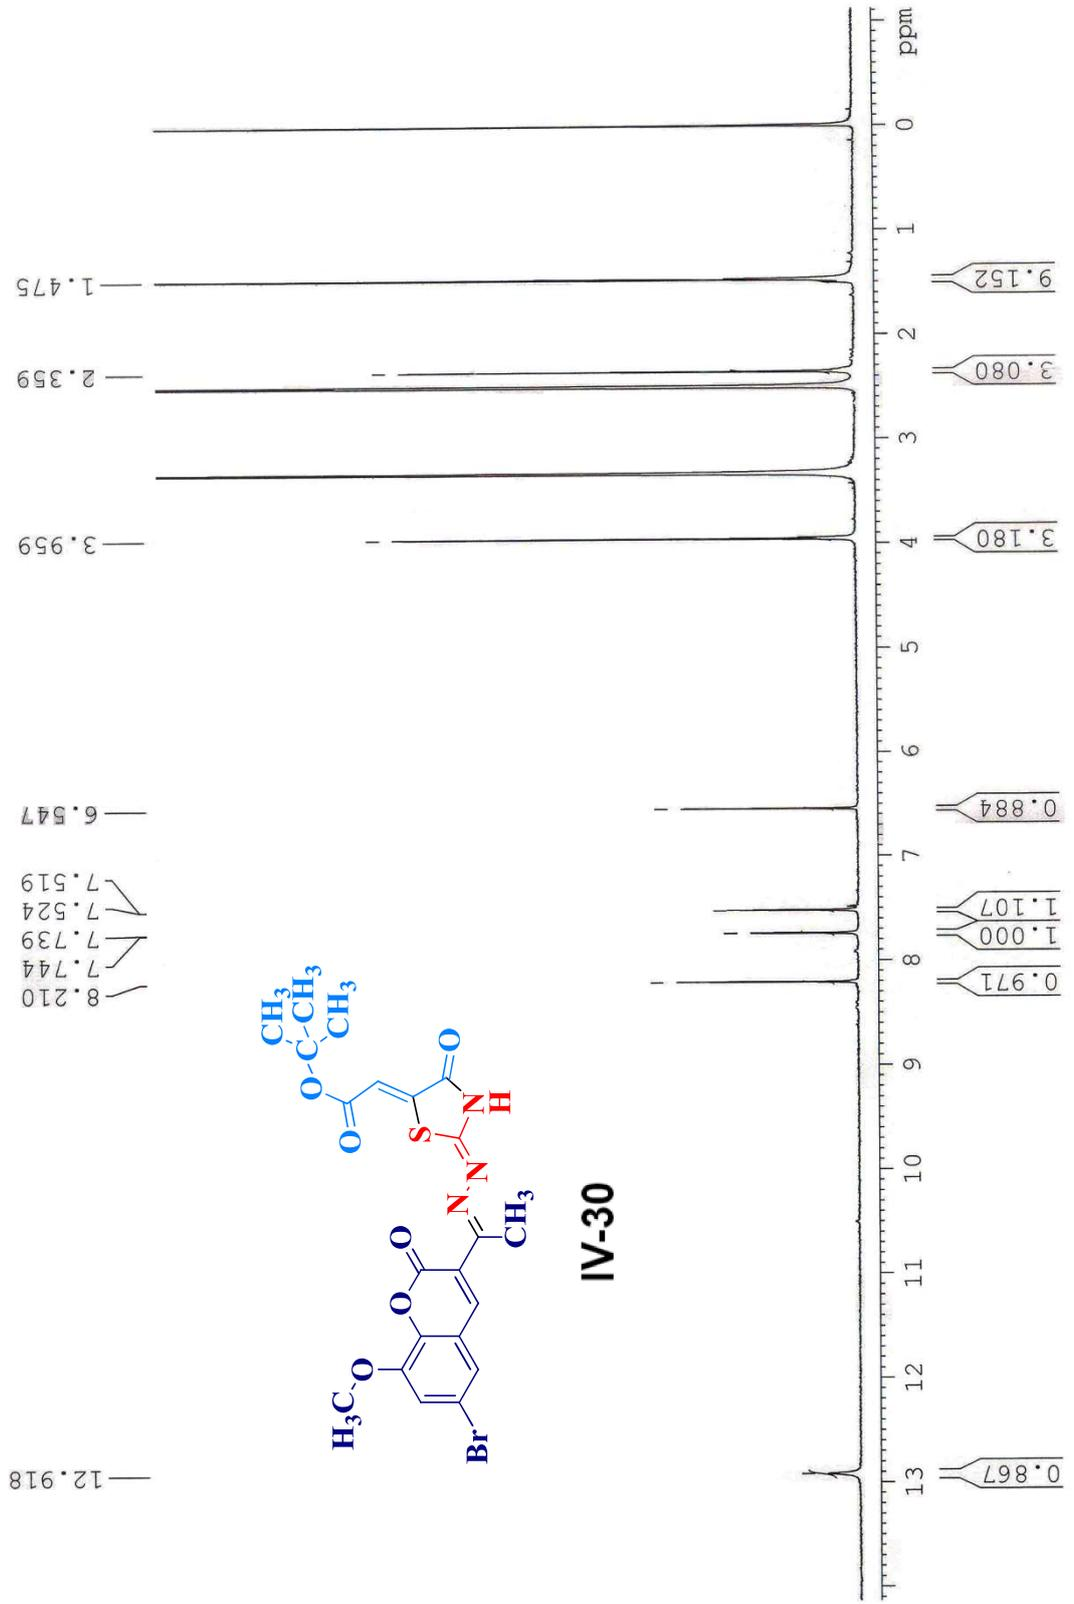 12.918
8.210
7.744
7.739
7.524
7.519
6.547
3.959
2.359
1.475
H3C
O
O
O
Br
CH3
N
N
S
N
H
O
O
O
C
CH3
CH3
CH3
IV-30
13 12 11 10 9 8 7 6 5 4 3 2 1 0 ppm
0.867
0.971
1.000
1.107
0.884
3.180
3.080
9.152